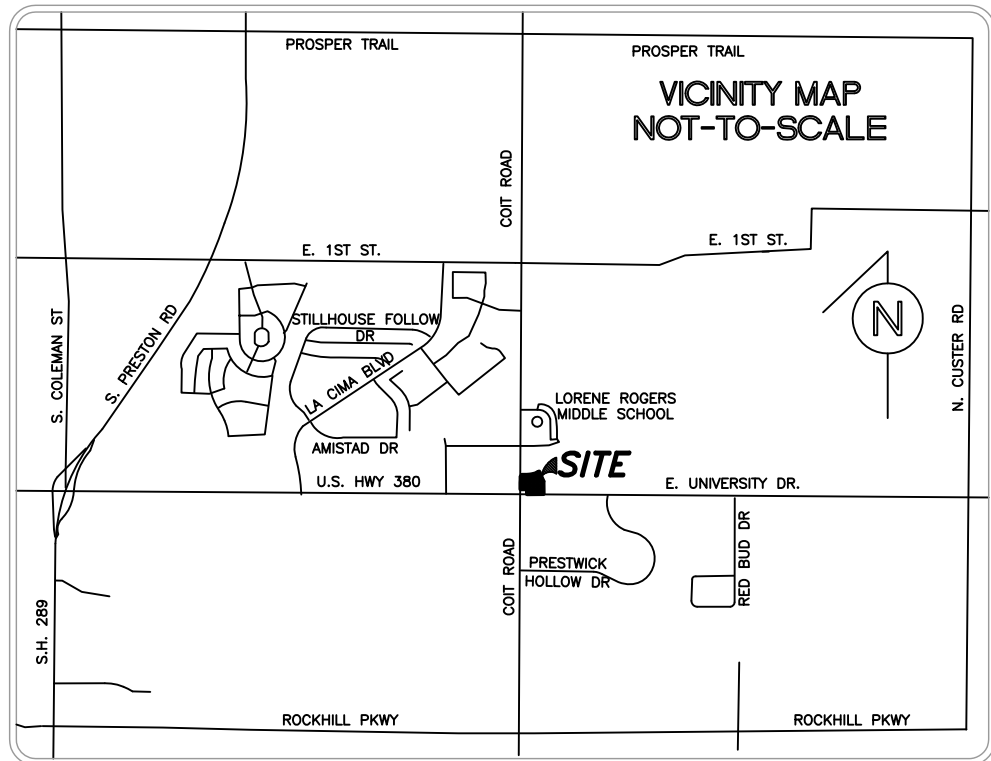 PROSPER TRAIL
PROSPER TRAIL
VICINITY MAP
NOT-TO-SCALE
COIT ROAD
E. 1ST ST.
E. 1ST ST.
S. COLEMAN ST
S. PRESTON RD
STILLHOUSE FOLLOW
DR
LA CIMA BLVD
N
N. CUSTER RD
LORENE ROGERS
MIDDLE SCHOOL
AMISTAD DR
SITE
U.S. HWY 380
E. UNIVERSITY DR.
COIT ROAD
PRESTWICK
HOLLOW DR
RED BUD DR
S.H. 289
ROCKHILL PKWY
ROCKHILL PKWY